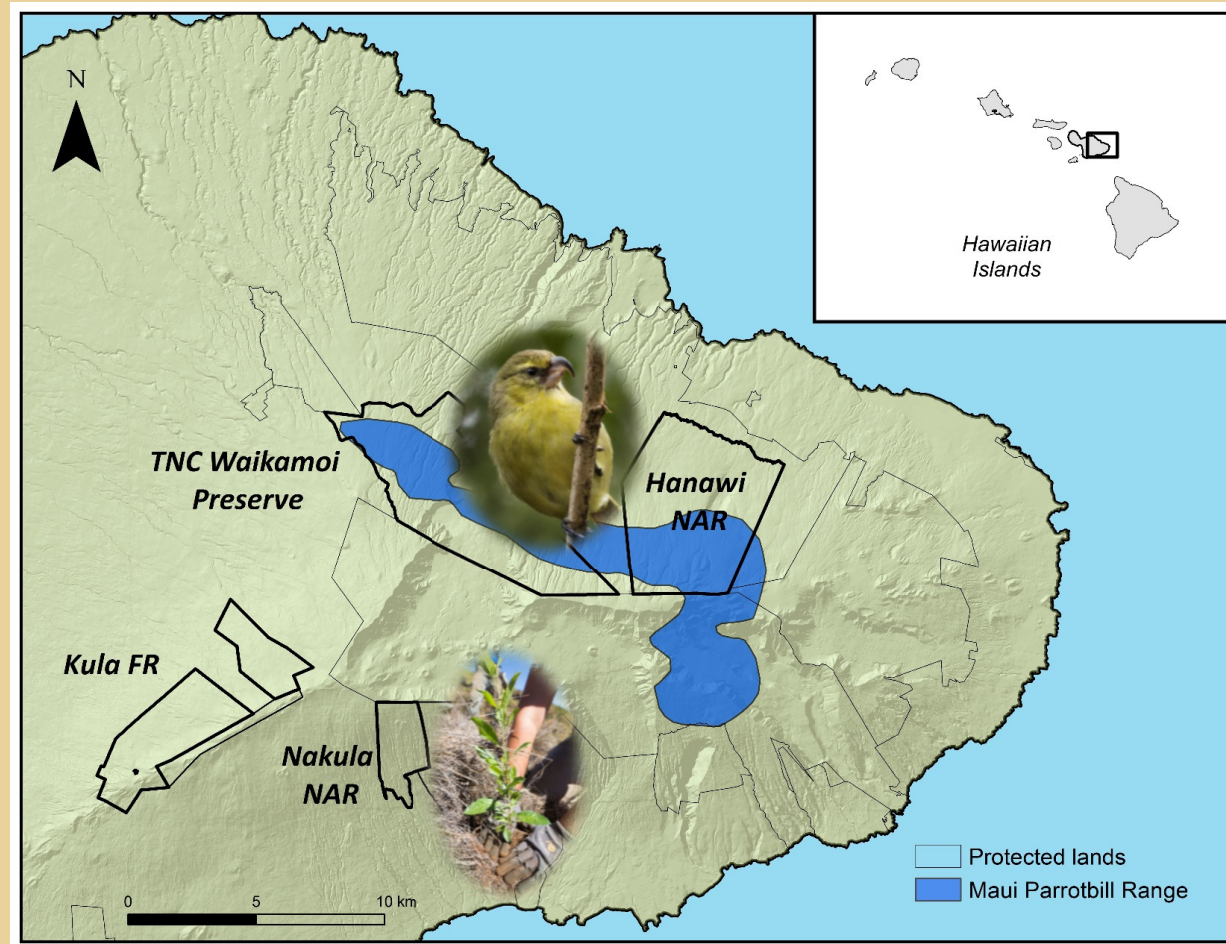 N
Hawaiian
Islands
TNC Waikamoi
Preserve
Hanawi
NAR
Kula FR
Nakula
NAR
0 5 10 km
Protected lands
Maui Parrotbill Range